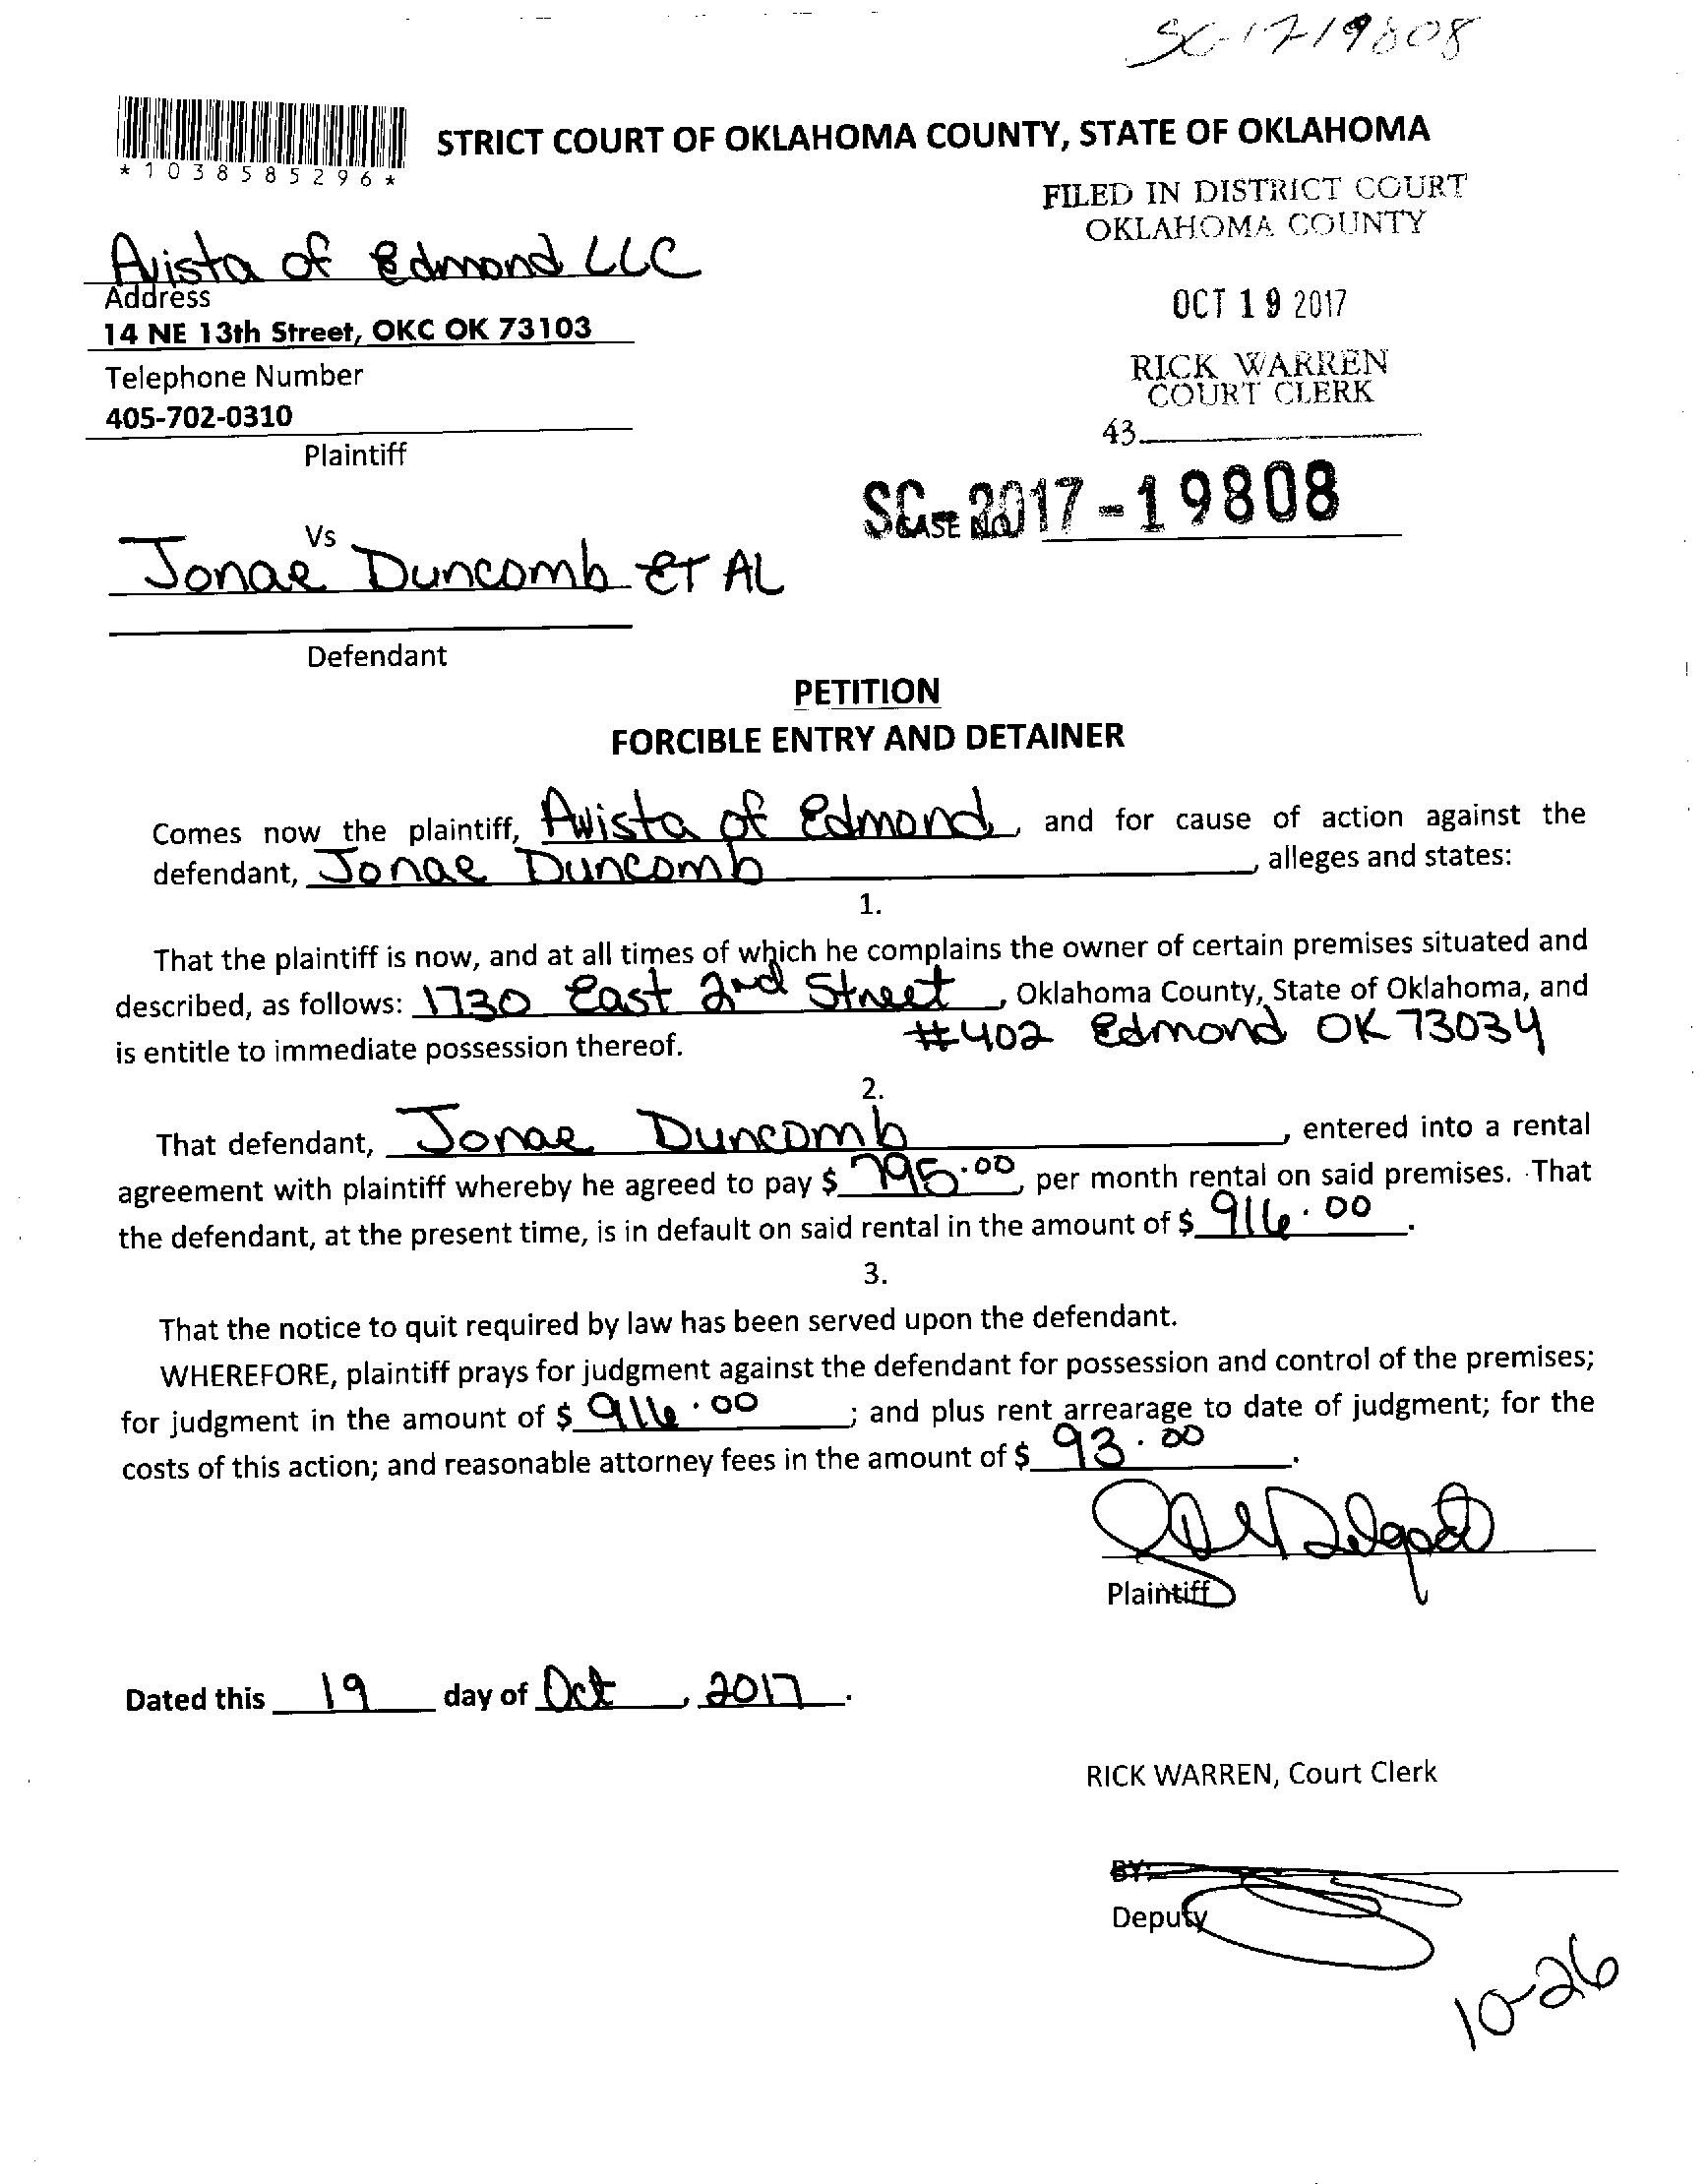 SC-17-19808
STRICT COURT OF OKLAHOMA COUNTY, STATE OF OKLAHOMA
*1038585296*
FILED IN DISTRICT COURT
OKLAHOMA COUNTY
Avista of Edmond LLC
Address
14 NE 13th Street, OKC OK 73103
OCT 19 2017
Telephone Number
RICK WARREN
COURT CLERK
405-702-0310
43
Plaintiff
SC-2017-19808
CASE NO
Vs
Jonae Duncomb ET AL
Defendant
PETITION
FORCIBLE ENTRY AND DETAINER
Comes now the plaintiff, Avista of Edmond, and for cause of action against the
defendant, Jonae Duncomb, alleges and states:
1.
That the plaintiff is now, and at all times of which he complains the owner of certain premises situated and
described, as follows: 1730 East 2nd Street, Oklahoma County, State of Oklahoma, and
#402 Edmond OK 73034
is entitle to immediate possession thereof.
2.
That defendant, Jonae Duncomb, entered into a rental
agreement with plaintiff whereby he agreed to pay $ 795.00, per month rental on said premises. That
the defendant, at the present time, is in default on said rental in the amount of $ 916.00.
3.
That the notice to quit required by law has been served upon the defendant.
WHEREFORE, plaintiff prays for judgment against the defendant for possession and control of the premises;
for judgment in the amount of $ 916.00; and plus rent arrearage to date of judgment; for the
costs of this action; and reasonable attorney fees in the amount of $ 93.00.
Plaintiff
Dated this 19 day of Oct, 2017.
RICK WARREN, Court Clerk
BY:
Deputy
10-26